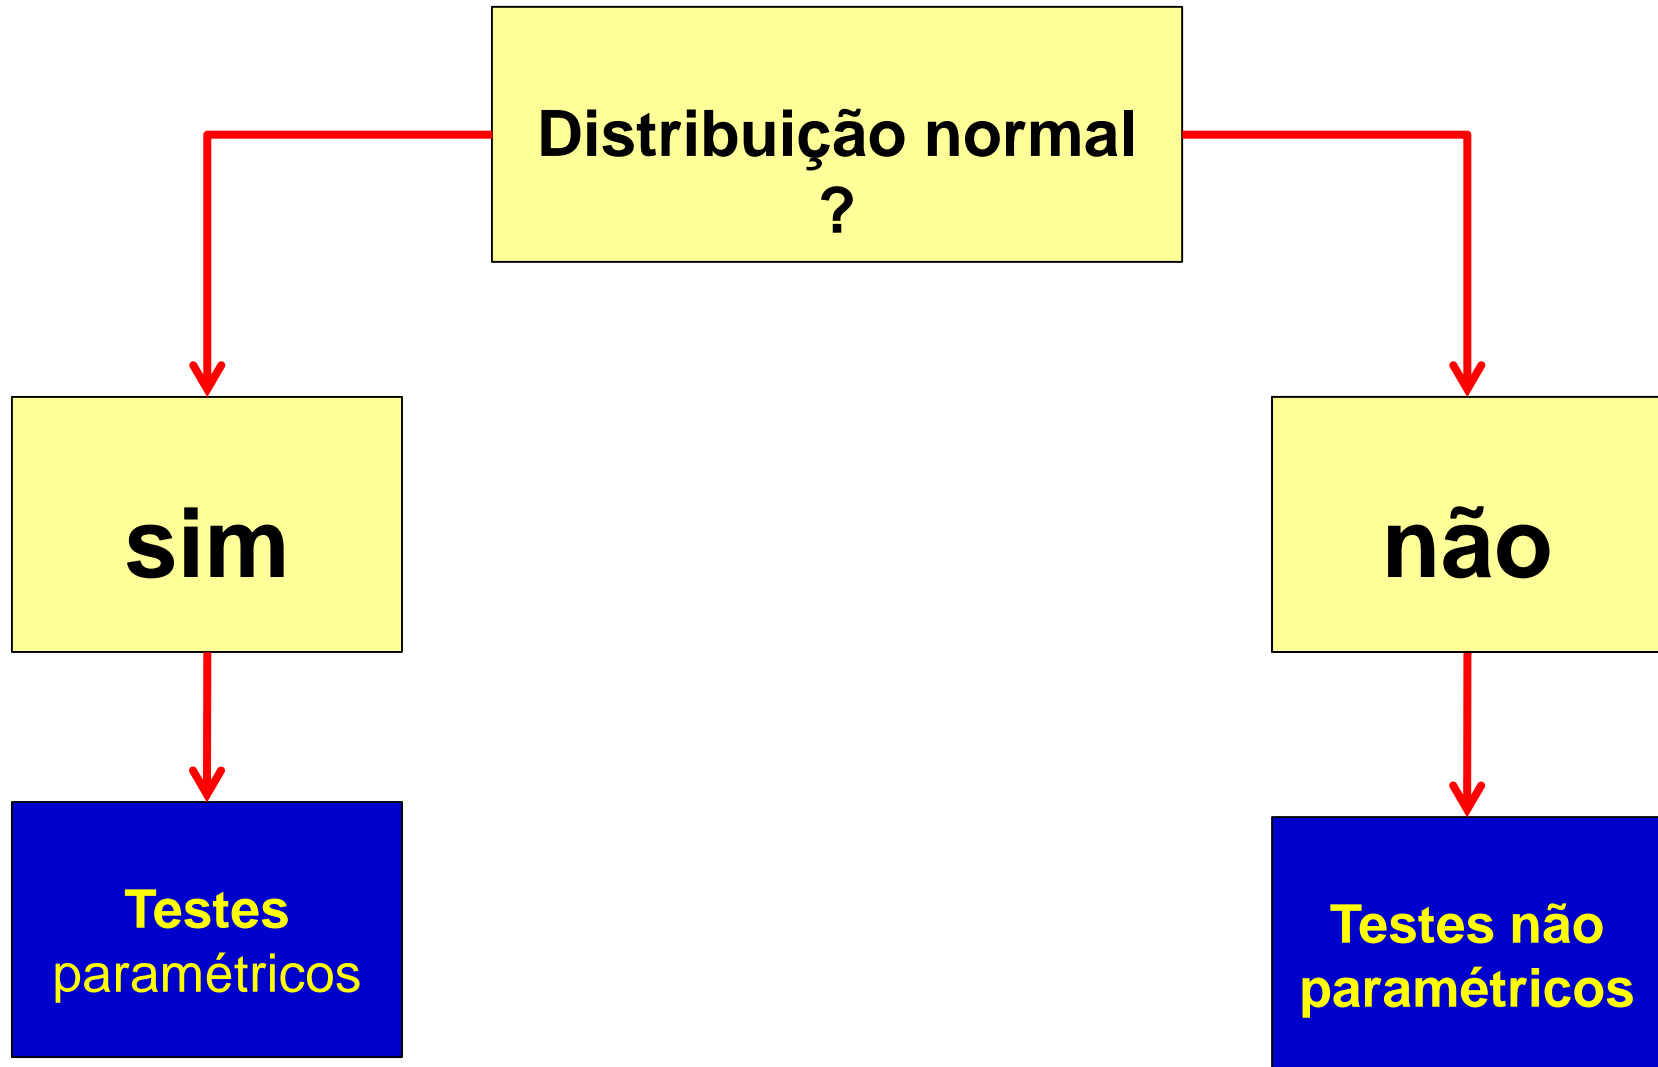 Distribuição normal
?
sim
não
Testes
paramétricos
Testes não
paramétricos